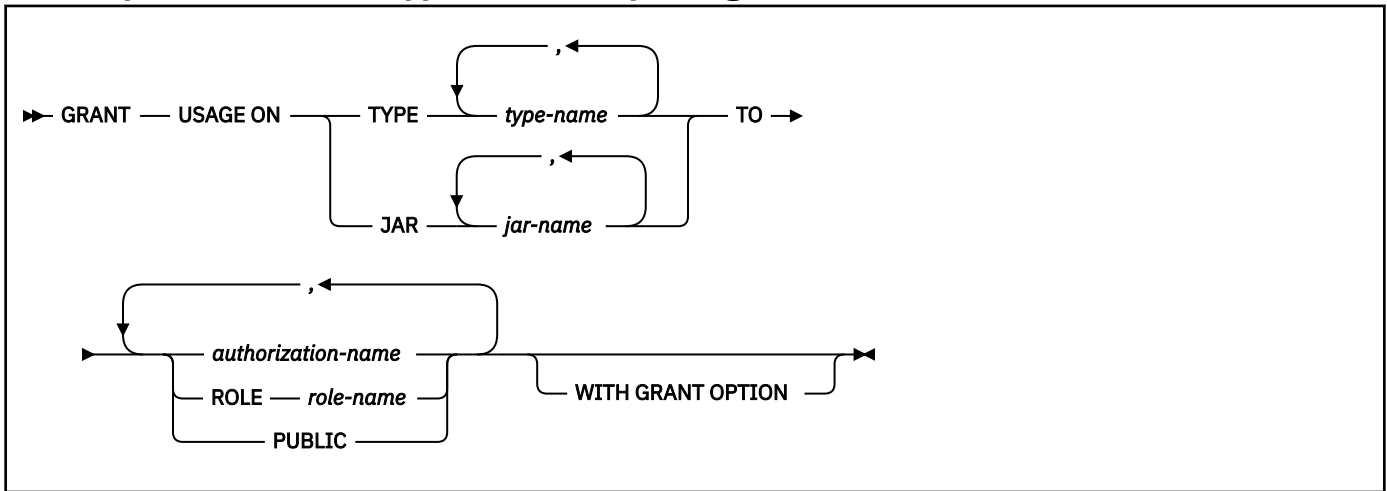 ,
GRANT USAGE ON TYPE type-name TO
,
JAR jar-name
,
authorization-name
WITH GRANT OPTION
ROLE role-name
PUBLIC